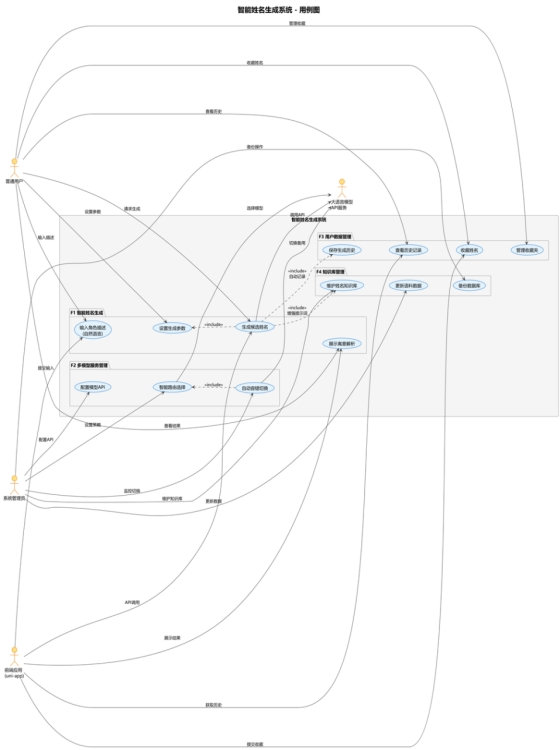 智能姓名生成系统 - 用例图
管理收藏
收藏姓名
查看历史
备份操作
普通用户
大语言模型
API服务
设置参数
请求生成
选择模型
调用API
智能姓名生成系统
输入描述
切换备用
F3 用户数据管理
保存生成历史
查看历史记录
收藏姓名
管理收藏夹
«include»
自动记录
F4 知识库管理
维护姓名知识库
更新语料数据
备份数据库
«include»
增强提示词
F1 智能姓名生成
输入角色描述
(自然语言)
设置生成参数
«include»
生成候选姓名
展示寓意解析
F2 多模型服务管理
配置模型API
智能路由选择
«include»
自动容错切换
提交输入
设置策略
查看结果
配置API
系统管理员
监控切换
维护知识库
更新数据
API调用
展示结果
前端应用
(uni-app)
获取历史
提交收藏